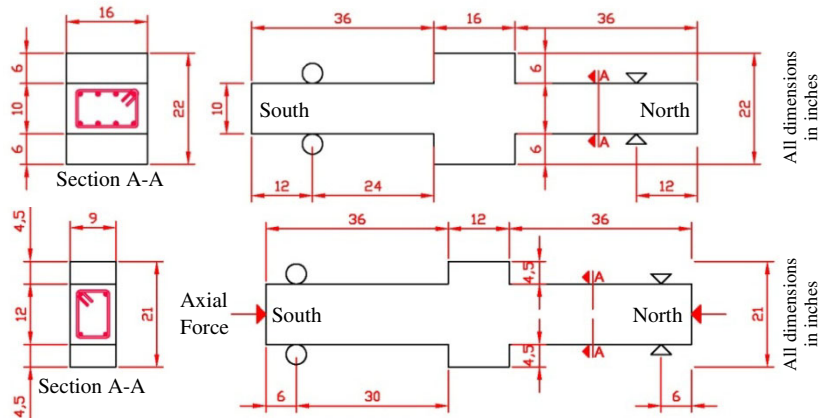 16
36
16
36
6
10
6
22
10
South
6
6
A
A
North
22
All dimensions
in inches
Section A-A
12
24
12
9
36
12
36
4,5
12
4,5
21
Axial
Force
South
4,5
4,5
A
A
North
21
All dimensions
in inches
Section A-A
6
30
6